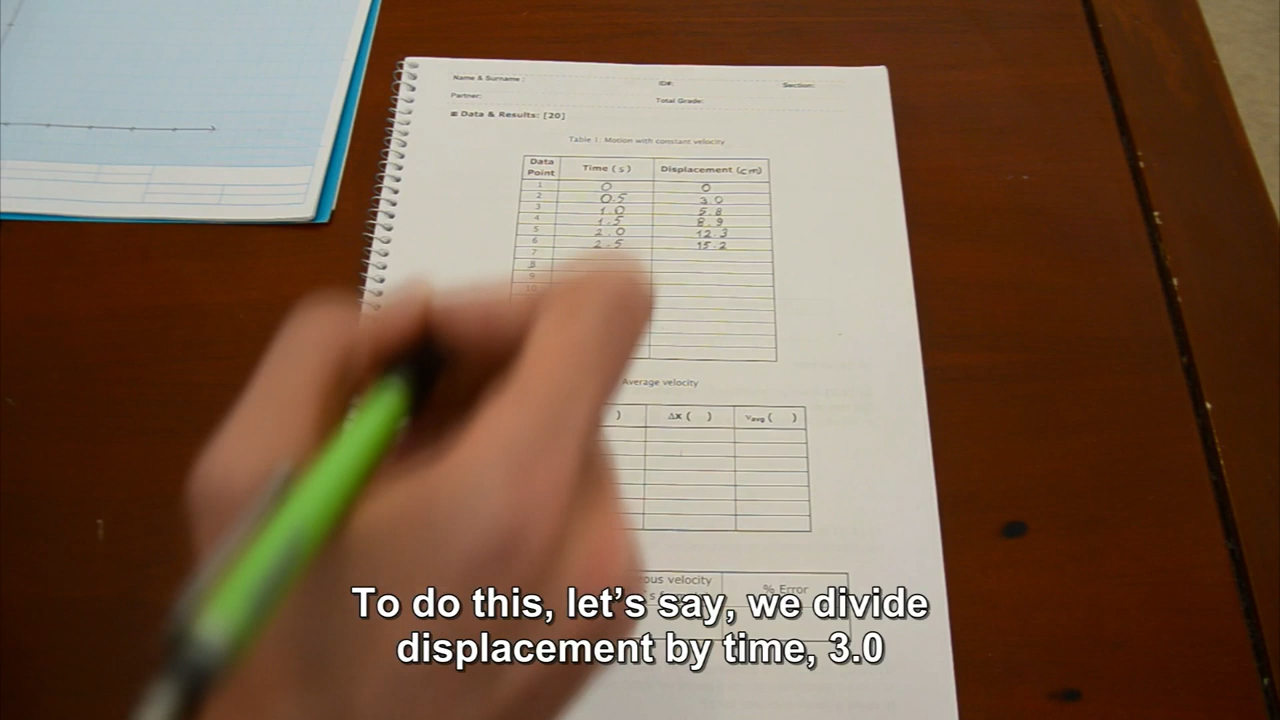 Name & Surname :
ID#:
Section:
Partner:
Total Grade:
Data & Results: [20]
Table 1: Motion with constant velocity
Data Point Time (s) Displacement (cm)
1 0 0
2 0.5 3.0
3 1.0 5.8
4 1.5 8.9
5 2.0 12.3
6 2.5 15.2
7
8
9
10
Average velocity
) Δx ( ) vavg ( )
velocity % Error
To do this, let's say, we divide
displacement by time, 3.0